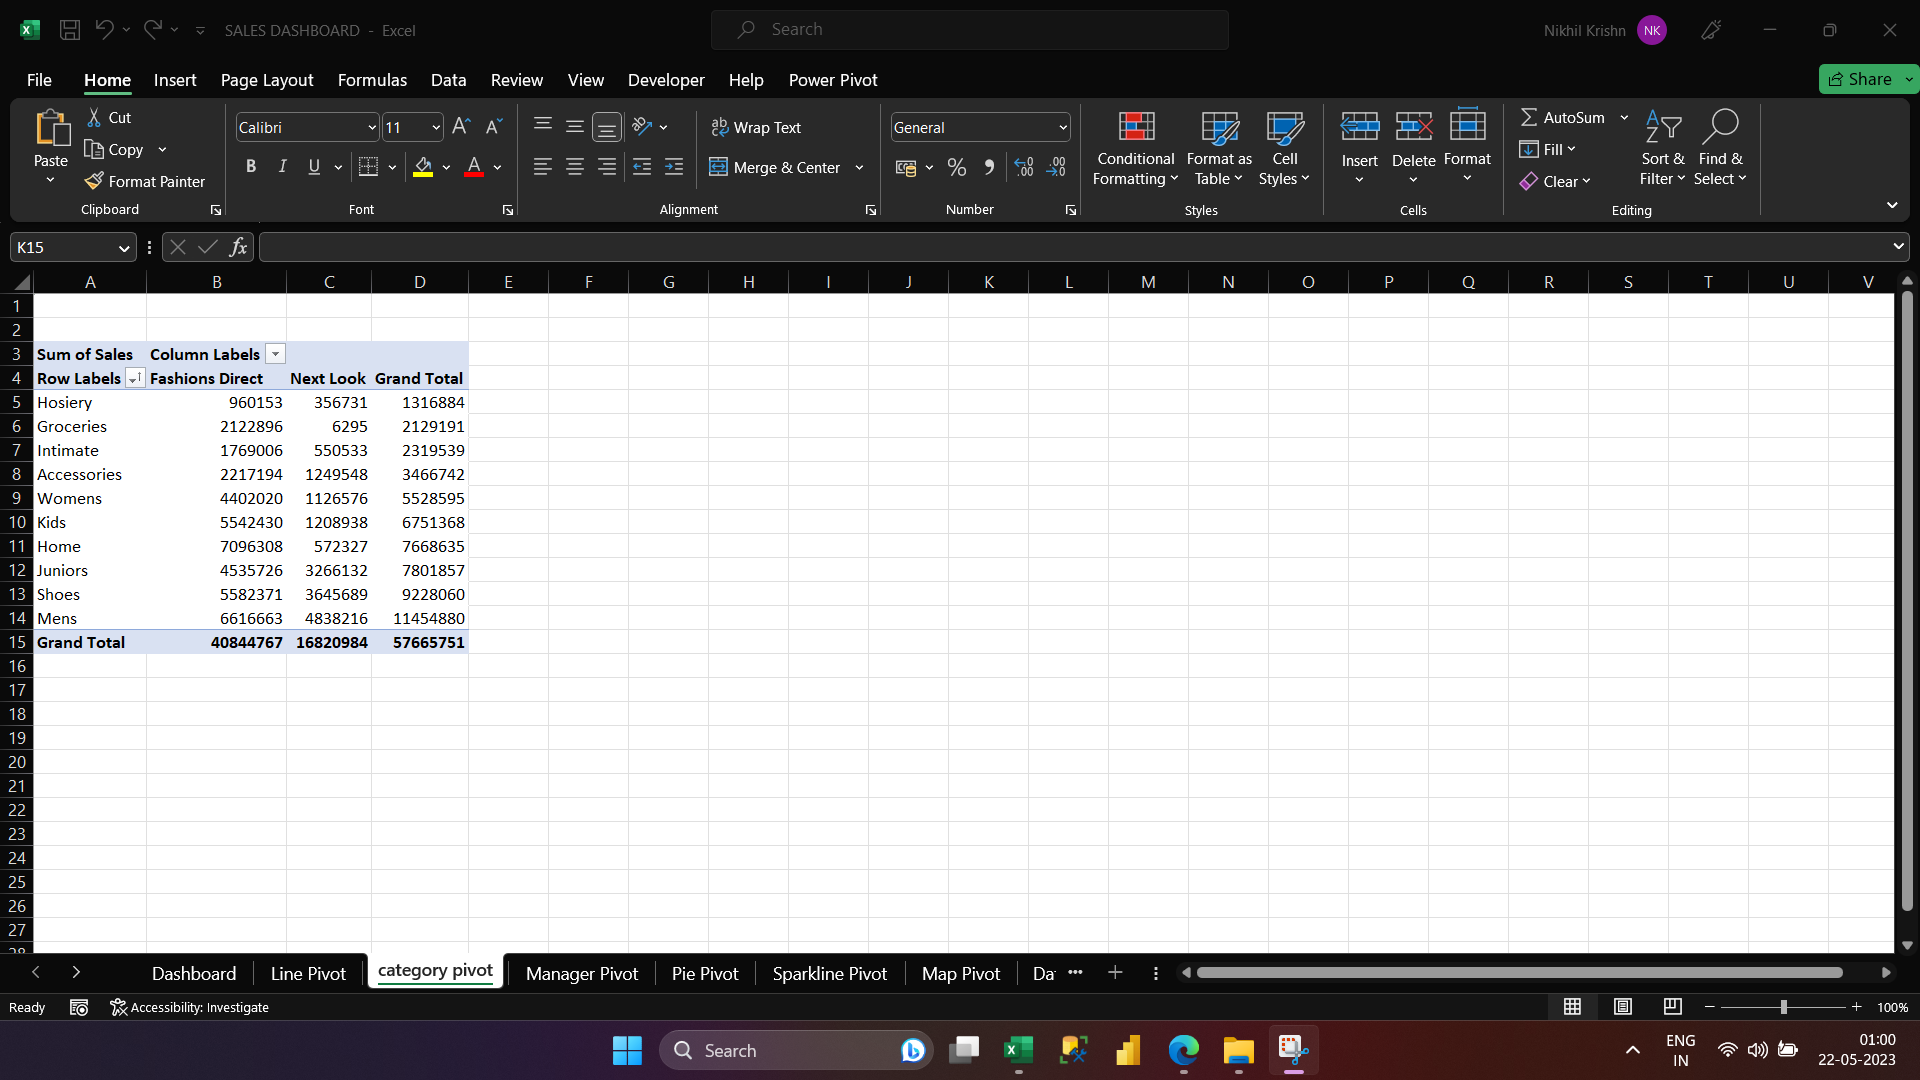 SALES DASHBOARD - Excel
Search
Nikhil Krishn NK
File Home Insert Page Layout Formulas Data Review View Developer Help Power Pivot
Share
Paste
Cut
Copy
Format Painter
Clipboard
Calibri 11
B I U
Font
Wrap Text
Merge & Center
Alignment
General
Number
Conditional Formatting
Format as Table
Cell Styles
Styles
Insert Delete Format
Cells
AutoSum
Fill
Clear
Sort & Filter
Find & Select
Editing
K15 fx
A B C D E F G H I J K L M N O P Q R S T U V
1
2
3 Sum of Sales Column Labels
4 Row Labels Fashions Direct Next Look Grand Total
5 Hosiery 960153 356731 1316884
6 Groceries 2122896 6295 2129191
7 Intimate 1769006 550533 2319539
8 Accessories 2217194 1249548 3466742
9 Womens 4402020 1126576 5528595
10 Kids 5542430 1208938 6751368
11 Home 7096308 572327 7668635
12 Juniors 4535726 3266132 7801857
13 Shoes 5582371 3645689 9228060
14 Mens 6616663 4838216 11454880
15 Grand Total 40844767 16820984 57665751
16
17
18
19
20
21
22
23
24
25
26
27
28
Dashboard Line Pivot category pivot Manager Pivot Pie Pivot Sparkline Pivot Map Pivot Da
Ready Accessibility: Investigate 100%
Search
ENG
IN
01:00
22-05-2023